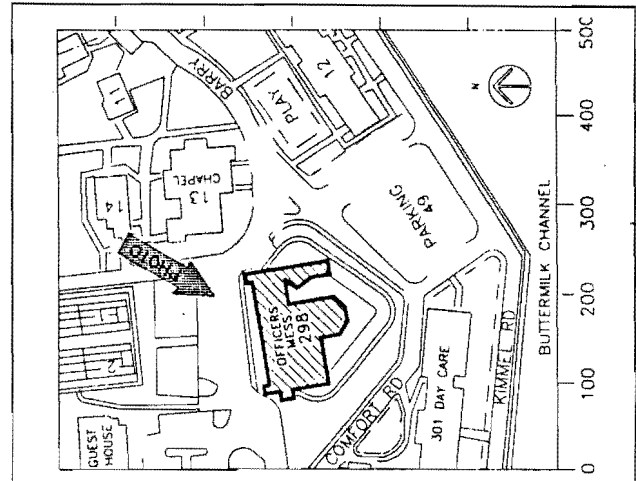 BARRY
11
PLAY
12
14
13
CHAPEL
PHOTO
PARKING
49
N
2
GUEST
HOUSE
OFFICERS
MESS
298
COMFORT RD
301 DAY CARE
KIMMEL RD
BUTTERMILK CHANNEL
0
100
200
300
400
500